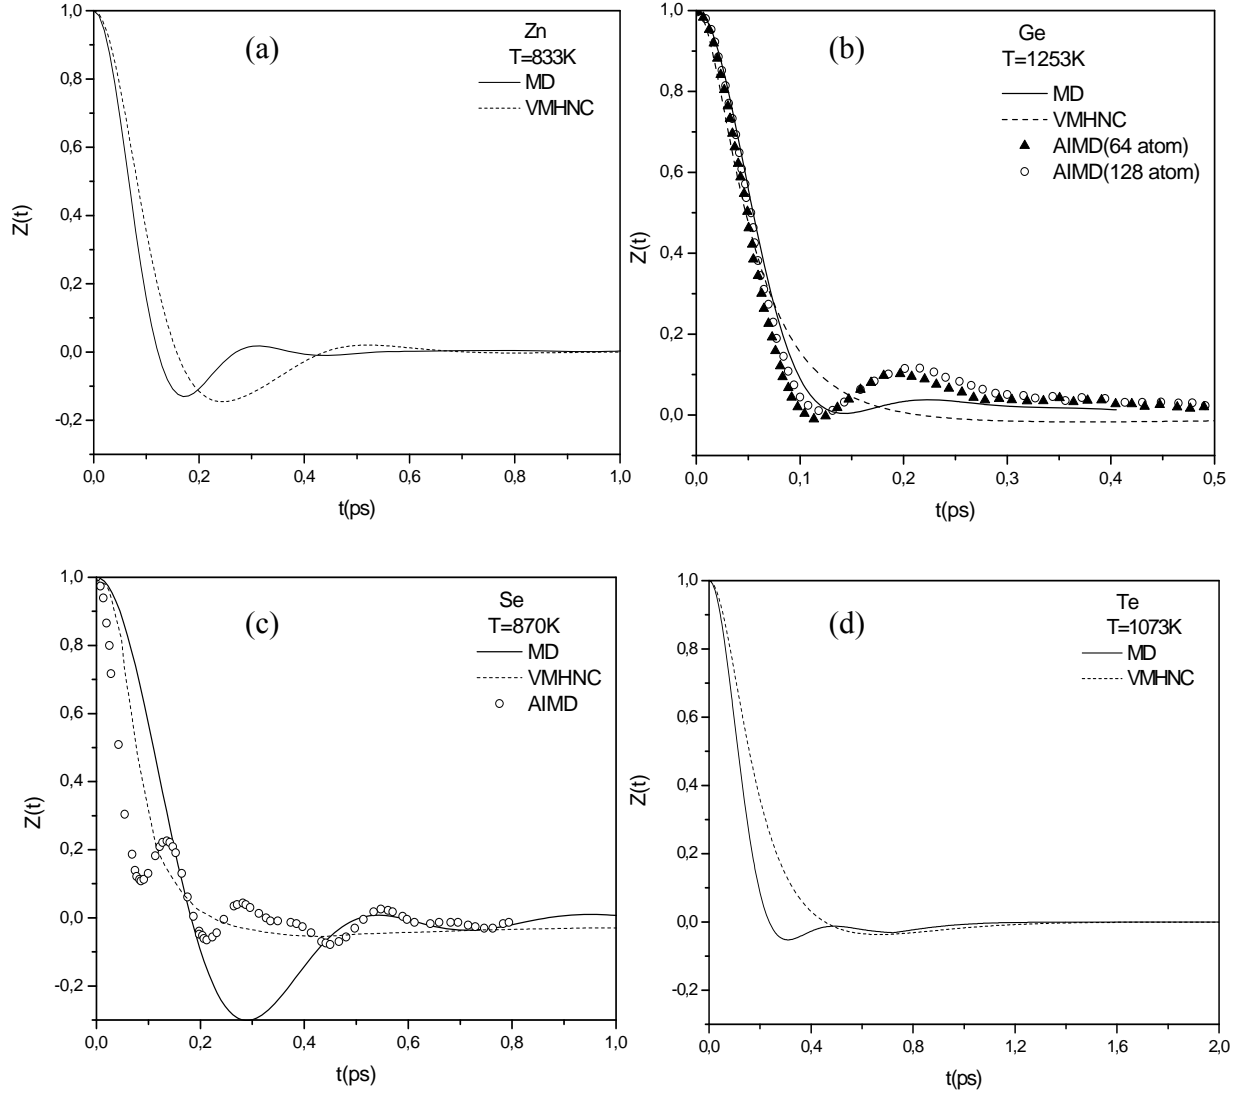 (a)
Zn
T=833K
MD
VMHNC
1,0
0,8
0,6
0,4
0,2
0,0
-0,2
Z(t)
0,0 0,2 0,4 0,6 0,8 1,0
t(ps)
(b)
Ge
T=1253K
MD
VMHNC
AIMD(64 atom)
AIMD(128 atom)
1,0
0,8
0,6
0,4
0,2
0,0
Z(t)
0,0 0,1 0,2 0,3 0,4 0,5
t(ps)
(c)
Se
T=870K
MD
VMHNC
AIMD
1,0
0,8
0,6
0,4
0,2
0,0
-0,2
Z(t)
0,0 0,2 0,4 0,6 0,8 1,0
t(ps)
(d)
Te
T=1073K
MD
VMHNC
1,0
0,8
0,6
0,4
0,2
0,0
-0,2
Z(t)
0,0 0,4 0,8 1,2 1,6 2,0
t(ps)